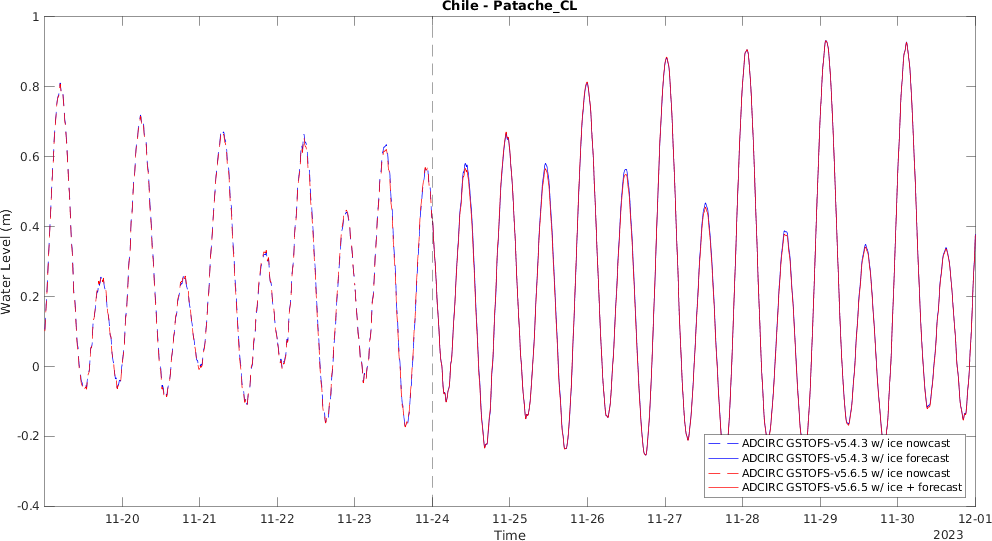 Chile - Patache_CL
1
0.8
0.6
0.4
0.2
0
-0.2
-0.4
Water Level (m)
ADCIRC GSTOFS-v5.4.3 w/ ice nowcast
ADCIRC GSTOFS-v5.4.3 w/ ice forecast
ADCIRC GSTOFS-v5.6.5 w/ ice nowcast
ADCIRC GSTOFS-v5.6.5 w/ ice + forecast
11-20 11-21 11-22 11-23 11-24 11-25 11-26 11-27 11-28 11-29 11-30 12-01
Time
2023